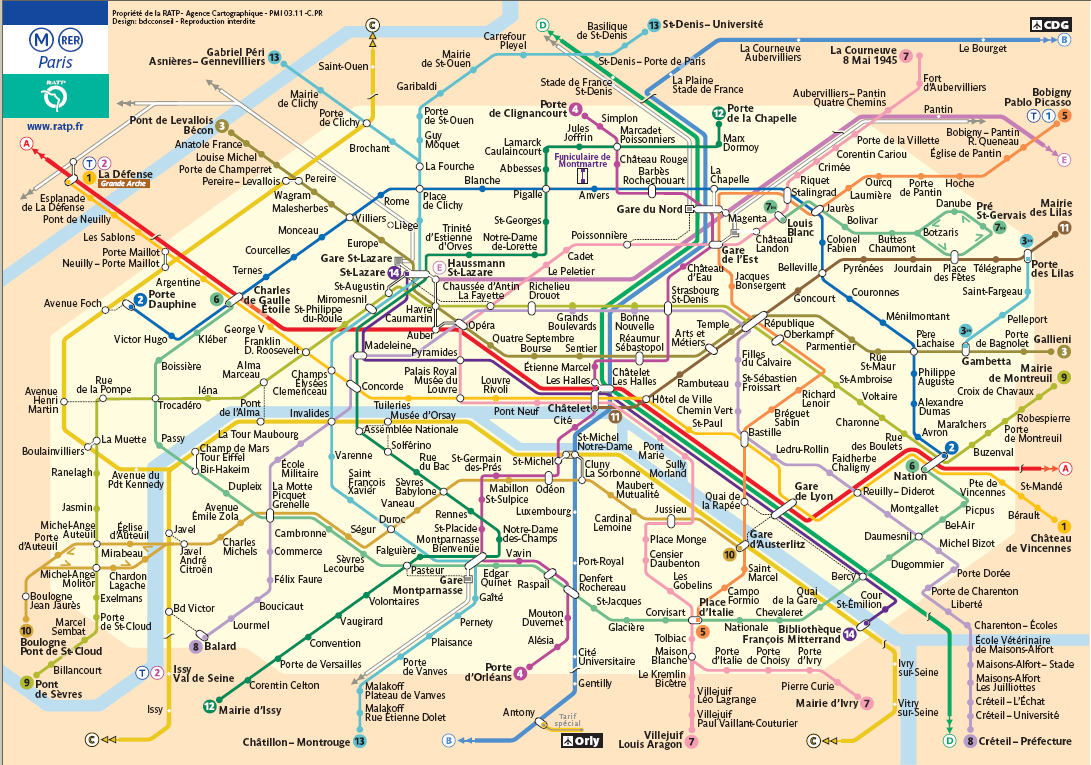 Propriété de la RATP - Agence Cartographique - PMI 03.11 -C. PR
Design: bdcconseil - Reproduction interdite
M
RER
Paris
RATP
www.ratp.fr
C
D
Basilique
de St-Denis
13
St-Denis – Université
CDG
B
Gabriel Péri
Asnières – Gennevilliers
13
Saint-Ouen
Mairie
de St-Ouen
Carrefour
Pleyel
St-Denis – Porte de Paris
La Courneuve
Aubervilliers
La Courneuve
8 Mai 1945
7
Le Bourget
Mairie
de Clichy
Porte
de Clichy
Garibaldi
Stade de France
St-Denis
La Plaine
Stade de France
Fort
d'Aubervilliers
Aubervilliers – Pantin
Quatre Chemins
Pantin
Bobigny
Pablo Picasso
T
1
5
Pont de Levallois
Bécon
3
Anatole France
Louise Michel
Porte de Champerret
Pereire – Levallois
Pereire
Brochant
Porte
de St-Ouen
Guy
Môquet
La Fourche
Porte
de Clignancourt
4
Simplon
Jules
Joffrin
Marcadet
Poissonniers
12
Porte
de la Chapelle
Marx
Dormoy
Lamarck
Caulaincourt
Abbesses
Funiculaire de
Montmartre
Château Rouge
Barbès
Rochechouart
La
Chapelle
Porte de la Villette
Corentin Cariou
Crimée
Riquet
Stalingrad
Bobigny – Pantin
R. Queneau
Église de Pantin
E
Ourcq
Laumière
Porte
de Pantin
Hoche
A
T
2
1
La Défense
Grande Arche
Esplanade
de La Défense
Pont de Neuilly
Les Sablons
Porte Maillot
Neuilly – Porte Maillot
Argentine
Wagram
Malesherbes
Monceau
Courcelles
Ternes
Villiers
Rome
Liège
Europe
Place
de Clichy
Blanche
Pigalle
Anvers
St-Georges
Trinité
d'Estienne
d'Orves
Notre-Dame
de-Lorette
Gare du Nord
Magenta
7bis
Louis
Blanc
Jaurès
Château
Landon
Poissonnière
Cadet
Le Peletier
Gare
de l'Est
Bolivar
Buttes
Chaumont
Botzaris
Danube
Pré
St-Gervais
7bis
Place
des Fêtes
Mairie
des Lilas
11
3bis
Porte
des Lilas
Colonel
Fabien
Belleville
Pyrénées
Jourdain
Télégraphe
Saint-Fargeau
Pelleport
Avenue Foch
2
Porte
Dauphine
6
Charles
de Gaulle
Étoile
Victor Hugo
Kléber
George V
Franklin
D. Roosevelt
St-Philippe
du-Roule
Miromesnil
St-Augustin
Gare St-Lazare
St-Lazare
14
E
Haussmann
St-Lazare
Chaussée d'Antin
La Fayette
Havre
Caumartin
Auber
Opéra
Richelieu
Drouot
Grands
Boulevards
Bonne
Nouvelle
Château
d'Eau
Strasbourg
St-Denis
Jacques
Bonsergent
Goncourt
Couronnes
Ménilmontant
République
Temple
Oberkampf
Parmentier
Arts et
Métiers
Réaumur
Sébastopol
Quatre Septembre
Bourse
Sentier
Madeleine
Pyramides
Père
Lachaise
3bis
Gambetta
Porte
de Bagnolet
Gallieni
3
Mairie
de Montreuil
9
Croix de Chavaux
Robespierre
Porte
de Montreuil
Avenue
Henri
Martin
Rue
de la Pompe
Boissière
Iéna
Trocadéro
Alma
Marceau
Pont
de l'Alma
Champs
Élysées
Clemenceau
Concorde
Palais Royal
Musée du
Louvre
Louvre
Rivoli
Étienne Marcel
Les Halles
Châtelet
Les Halles
Châtelet
11
Rambuteau
Hôtel de Ville
Filles
du Calvaire
St-Sébastien
Froissart
Chemin Vert
St-Paul
Richard
Lenoir
Bréguet
Sabin
Rue
St-Maur
St-Ambroise
Voltaire
Charonne
Philippe
Auguste
Alexandre
Dumas
Avron
Maraîchers
2
Buzenval
Rue
des Boulets
6
Nation
A
La Muette
Passy
Boulainvilliers
Ranelagh
Avenue du
Pdt Kennedy
La Tour Maubourg
Invalides
Tuileries
Musée d'Orsay
Assemblée Nationale
Solférino
Pont Neuf
Cité
St-Michel
Notre-Dame
Pont
Marie
Sully
Morland
Bastille
Ledru-Rollin
Faidherbe
Chaligny
Champ de Mars
Tour Eiffel
Bir-Hakeim
École
Militaire
Varenne
Rue
du Bac
St-Germain
des-Prés
St-Michel
Odéon
Cluny
La Sorbonne
Maubert
Mutualité
Quai de
la Rapée
Gare
de Lyon
Reuilly – Diderot
Montgallet
Pte de
Vincennes
Picpus
St-Mandé
Bérault
1
Château
de Vincennes
Jasmin
Michel-Ange
Auteuil
Porte
d'Auteuil
Église
d'Auteuil
Mirabeau
Javel
Javel
André
Citroën
Dupleix
La Motte
Picquet
Grenelle
Avenue
Émile Zola
Charles
Michels
Commerce
Saint
François
Xavier
Ségur
Duroc
Vaneau
Sèvres
Babylone
Mabillon
St-Sulpice
Rennes
St-Placide
Luxembourg
Cardinal
Lemoine
Jussieu
Place Monge
Censier
Daubenton
Les
Gobelins
Gare
d'Austerlitz
10
Saint
Marcel
Campo
Formio
Daumesnil
Bel-Air
Michel Bizot
Dugommier
Bercy
Porte Dorée
Michel-Ange
Molitor
Chardon
Lagache
Exelmans
Boulogne
Jean Jaurès
10
Boulogne
Pont de St-Cloud
Marcel
Sembat
Porte
de St-Cloud
Billancourt
9
Pont
de Sèvres
Cambronne
Sèvres
Lecourbe
Falguière
Montparnasse
Bienvenüe
Notre-Dame
des-Champs
Vavin
Pasteur
Gare
Montparnasse
Edgar
Quinet
Gaîté
Raspail
Port-Royal
Denfert
Rochereau
St-Jacques
Glacière
Corvisart
Place
d'Italie
5
Nationale
Chevaleret
Quai
de la Gare
Cour
St-Émilion
Bibliothèque
François Mitterrand
14
Félix Faure
Boucicaut
Lourmel
8
Balard
Bd Victor
T
2
Issy
Val de Seine
Issy
C
Volontaires
Vaugirard
Convention
Porte de Versailles
Corentin Celton
12
Mairie d'Issy
Pernety
Plaisance
Porte
de Vanves
Malakoff
Plateau de Vanves
Malakoff
Rue Étienne Dolet
Châtillon – Montrouge
13
Mouton
Duvernet
Alésia
Porte
d'Orléans
4
Cité
Universitaire
Gentilly
Antony
B
Tarif
spécial
Orly
Tolbiac
Maison
Blanche
Le Kremlin
Bicêtre
Villejuif
Léo Lagrange
Villejuif
Paul Vaillant-Couturier
Villejuif
Louis Aragon
7
Porte
d'Italie
Porte
de Choisy
Porte
d'Ivry
Pierre Curie
Mairie d'Ivry
7
C
Ivry
sur-Seine
Vitry
sur-Seine
D
Porte de Charenton
Liberté
Charenton – Écoles
École Vétérinaire
de Maisons-Alfort
Maisons-Alfort – Stade
Maisons-Alfort
Les Juilliottes
Créteil – L'Échat
Créteil – Université
8
Créteil – Préfecture